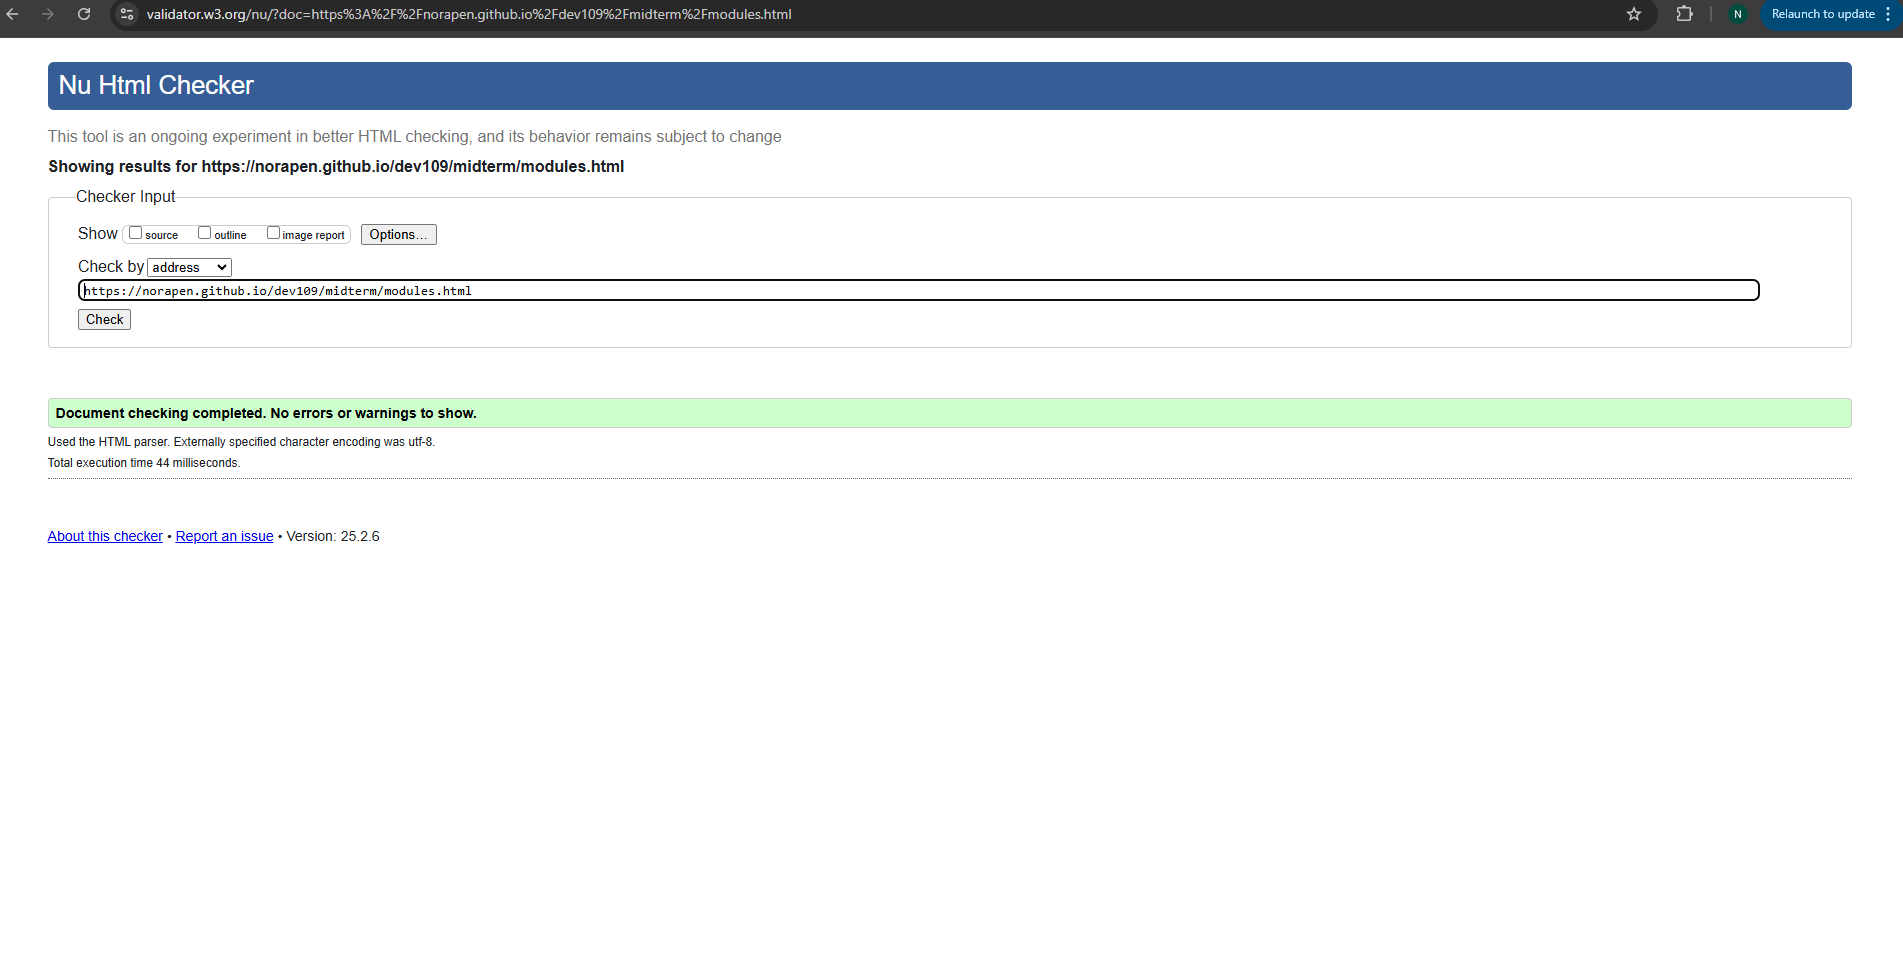 validator.w3.org/nu/?doc=https%3A%2F%2Fnorapen.github.io%2Fdev109%2Fmidterm%2Fmodules.html
N
Relaunch to update
Nu Html Checker
This tool is an ongoing experiment in better HTML checking, and its behavior remains subject to change
Showing results for https://norapen.github.io/dev109/midterm/modules.html
Checker Input
Show source outline image report Options...
Check by address
https://norapen.github.io/dev109/midterm/modules.html
Check
Document checking completed. No errors or warnings to show.
Used the HTML parser. Externally specified character encoding was utf-8.
Total execution time 44 milliseconds.
About this checker • Report an issue • Version: 25.2.6